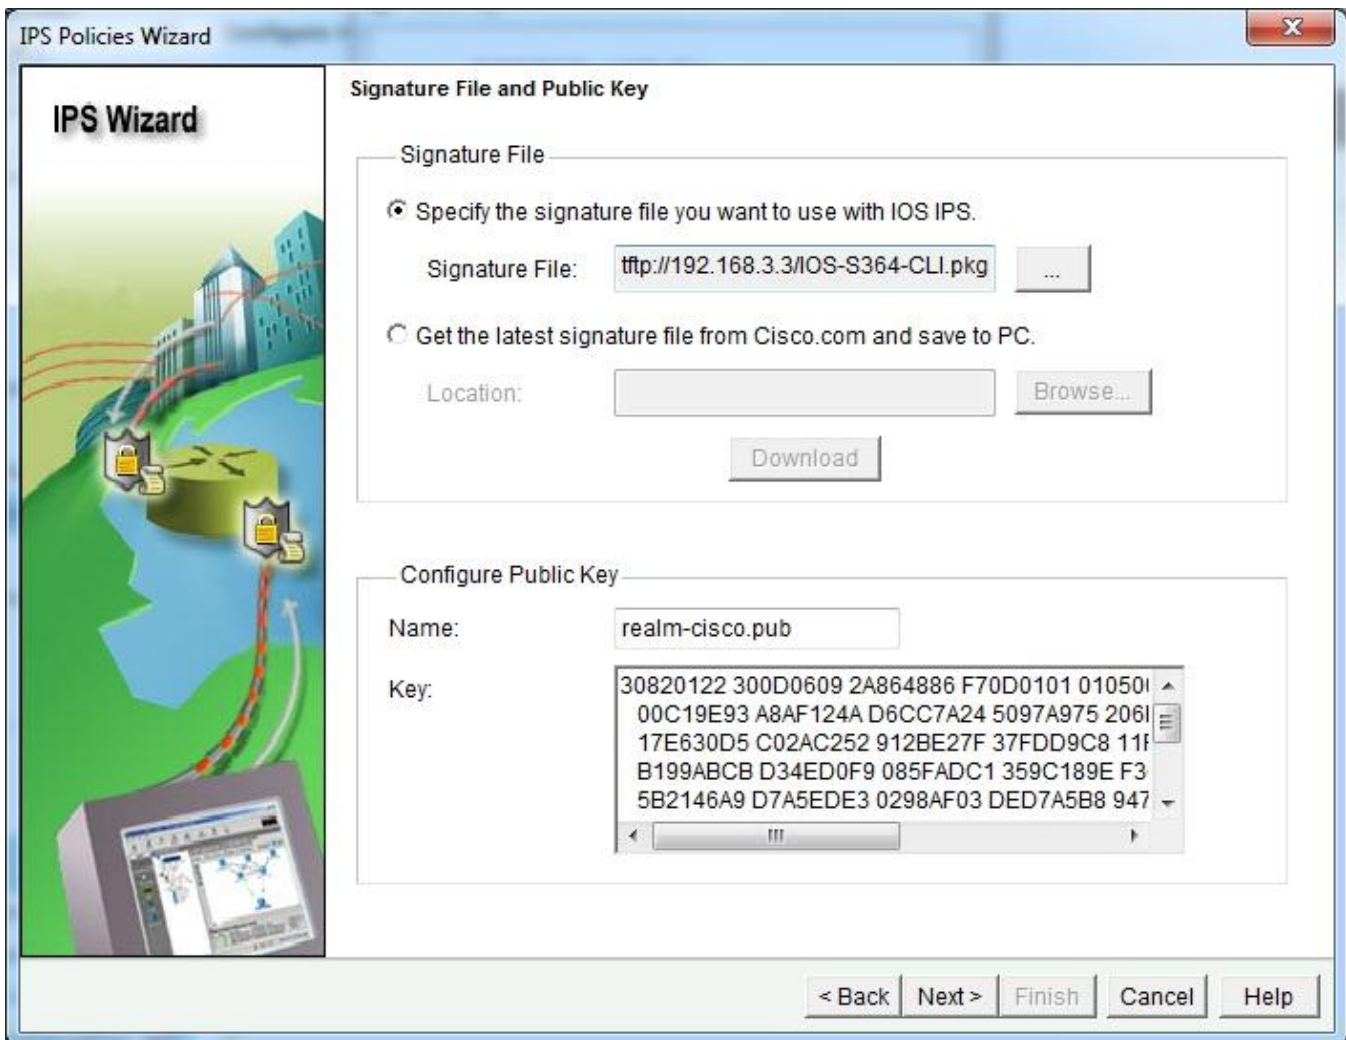 IPS Policies Wizard
IPS Wizard
Signature File and Public Key
Signature File
Specify the signature file you want to use with IOS IPS.
Signature File: tftp://192.168.3.3/IOS-S364-CLI.pkg ...
Get the latest signature file from Cisco.com and save to PC.
Location: Browse...
Download
Configure Public Key
Name: realm-cisco.pub
Key:
30820122 300D0609 2A864886 F70D0101 01050
00C19E93 A8AF124A D6CC7A24 5097A975 206
17E630D5 C02AC252 912BE27F 37FDD9C8 11
B199ABCB D34ED0F9 085FADC1 359C189E F3
5B2146A9 D7A5EDE3 0298AF03 DED7A5B8 947
< Back Next > Finish Cancel Help